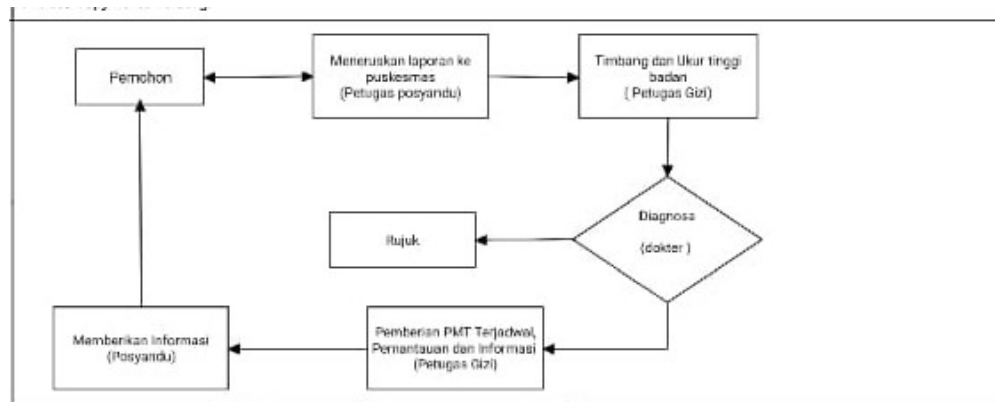 Pemohon
Meneruskan laporan ke
puskesmas
(Petugas posyandu)
Timbang dan Ukur tinggi
badan
( Petugas Gizi)
Diagnosa
(dokter )
Rujuk
Pemberian PMT Terjadwal,
Pemantauan dan Informasi
(Petugas Gizi)
Memberikan Informasi
(Posyandu)